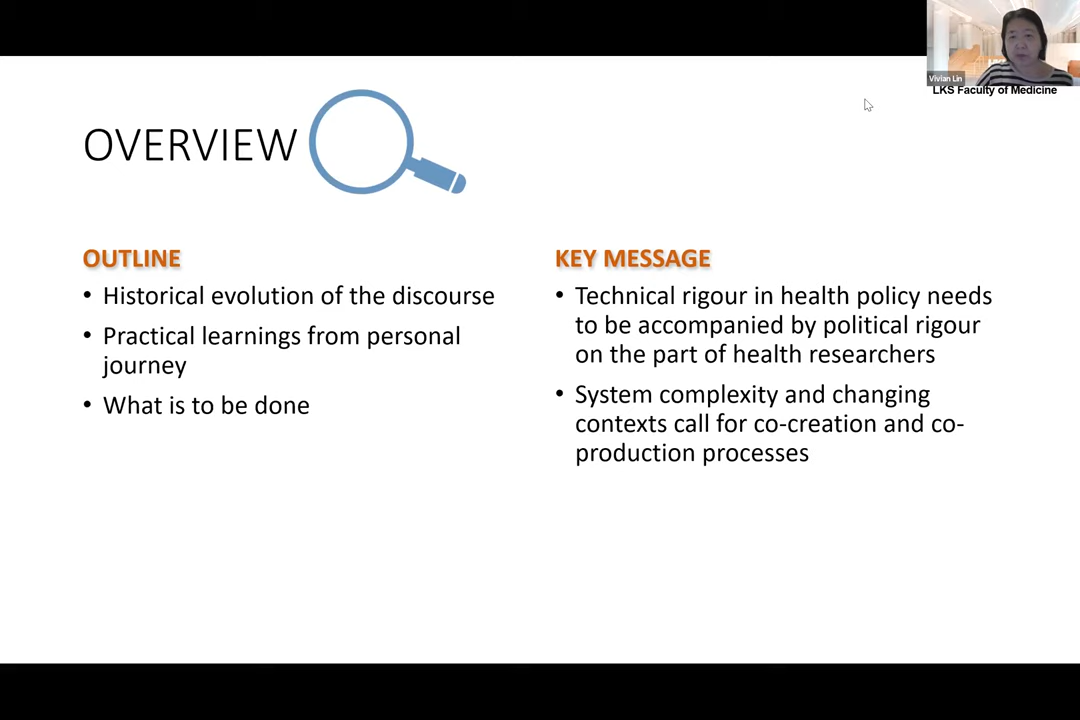 Vivian Lin
LKS Faculty of Medicine
OVERVIEW
OUTLINE
• Historical evolution of the discourse
• Practical learnings from personal
journey
• What is to be done
KEY MESSAGE
• Technical rigour in health policy needs
to be accompanied by political rigour
on the part of health researchers
• System complexity and changing
contexts call for co-creation and co-
production processes